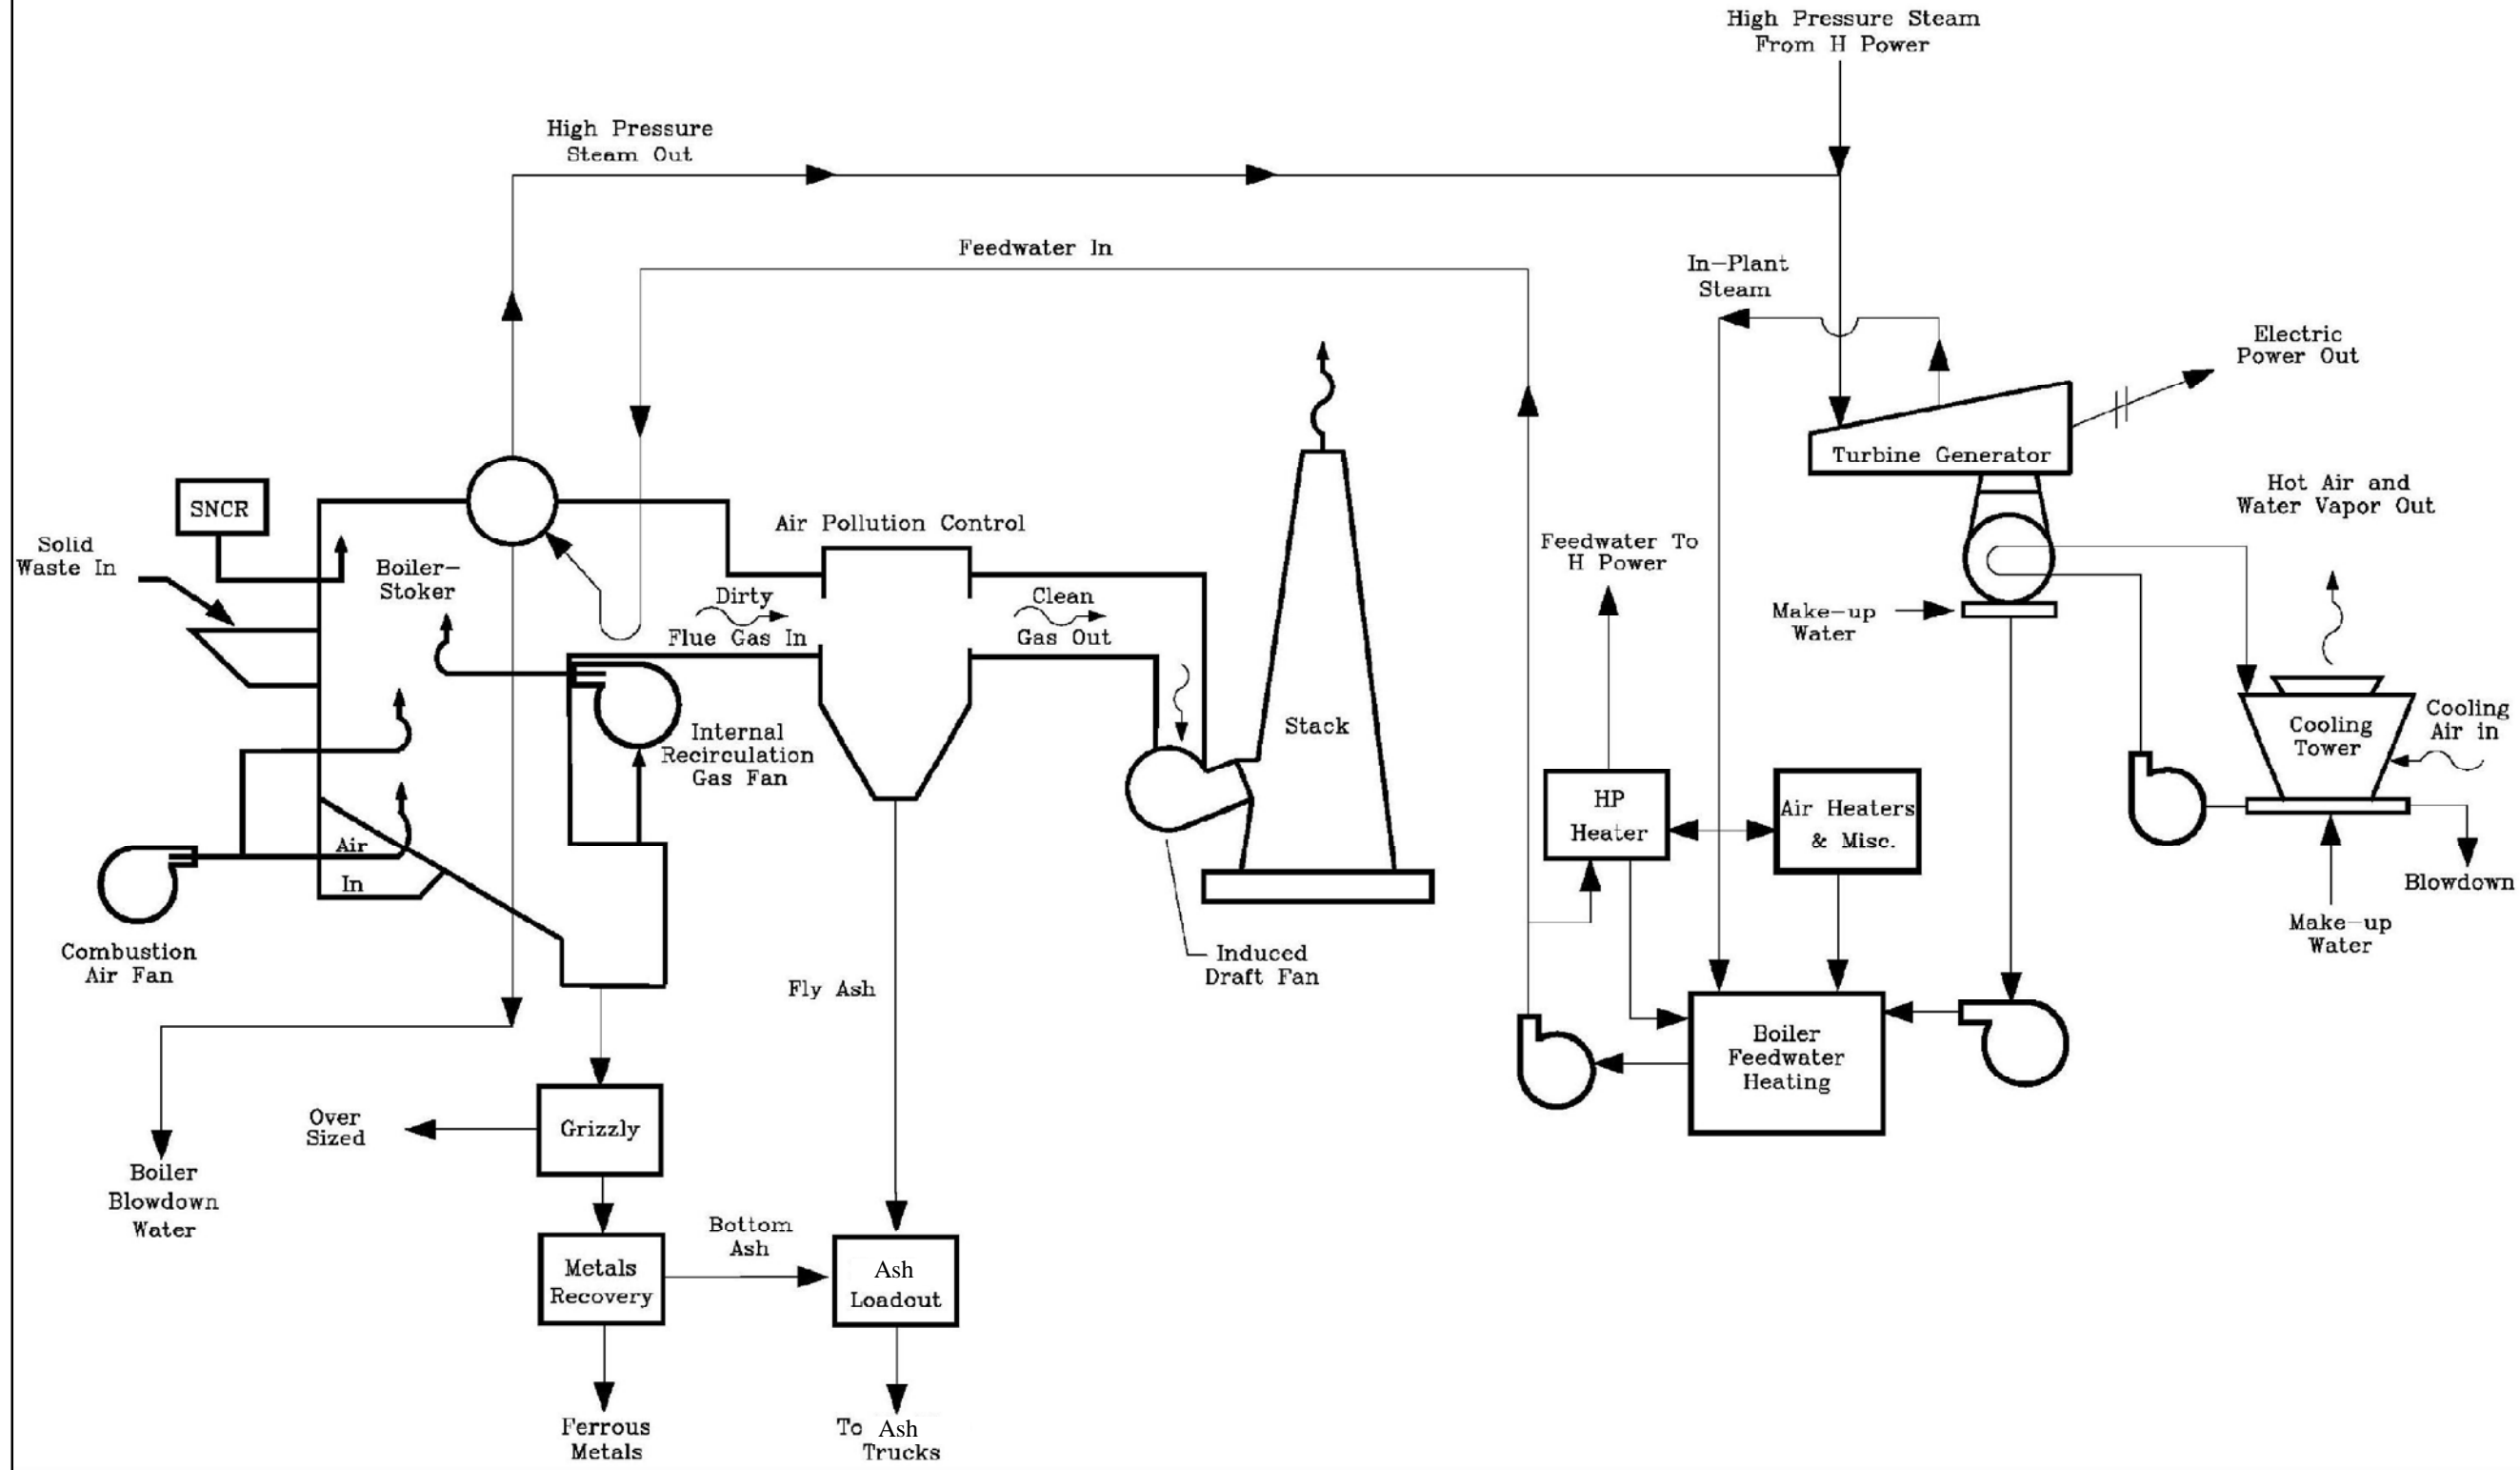 High Pressure Steam
From H Power
High Pressure
Steam Out
Feedwater In
In-Plant
Steam
Electric
Power Out
Turbine Generator
Hot Air and
Water Vapor Out
SNCR
Solid
Waste In
Boiler-
Stoker
Air Pollution Control
Dirty
Flue Gas In
Clean
Gas Out
Feedwater To
H Power
Make-up
Water
Internal
Recirculation
Gas Fan
Stack
Cooling
Tower
Cooling
Air in
HP
Heater
Air Heaters
& Misc.
Air
In
Blowdown
Make-up
Water
Combustion
Air Fan
Induced
Draft Fan
Fly Ash
Boiler
Feedwater
Heating
Grizzly
Over
Sized
Boiler
Blowdown
Water
Bottom
Ash
Metals
Recovery
Ash
Loadout
Ferrous
Metals
To Ash
Trucks